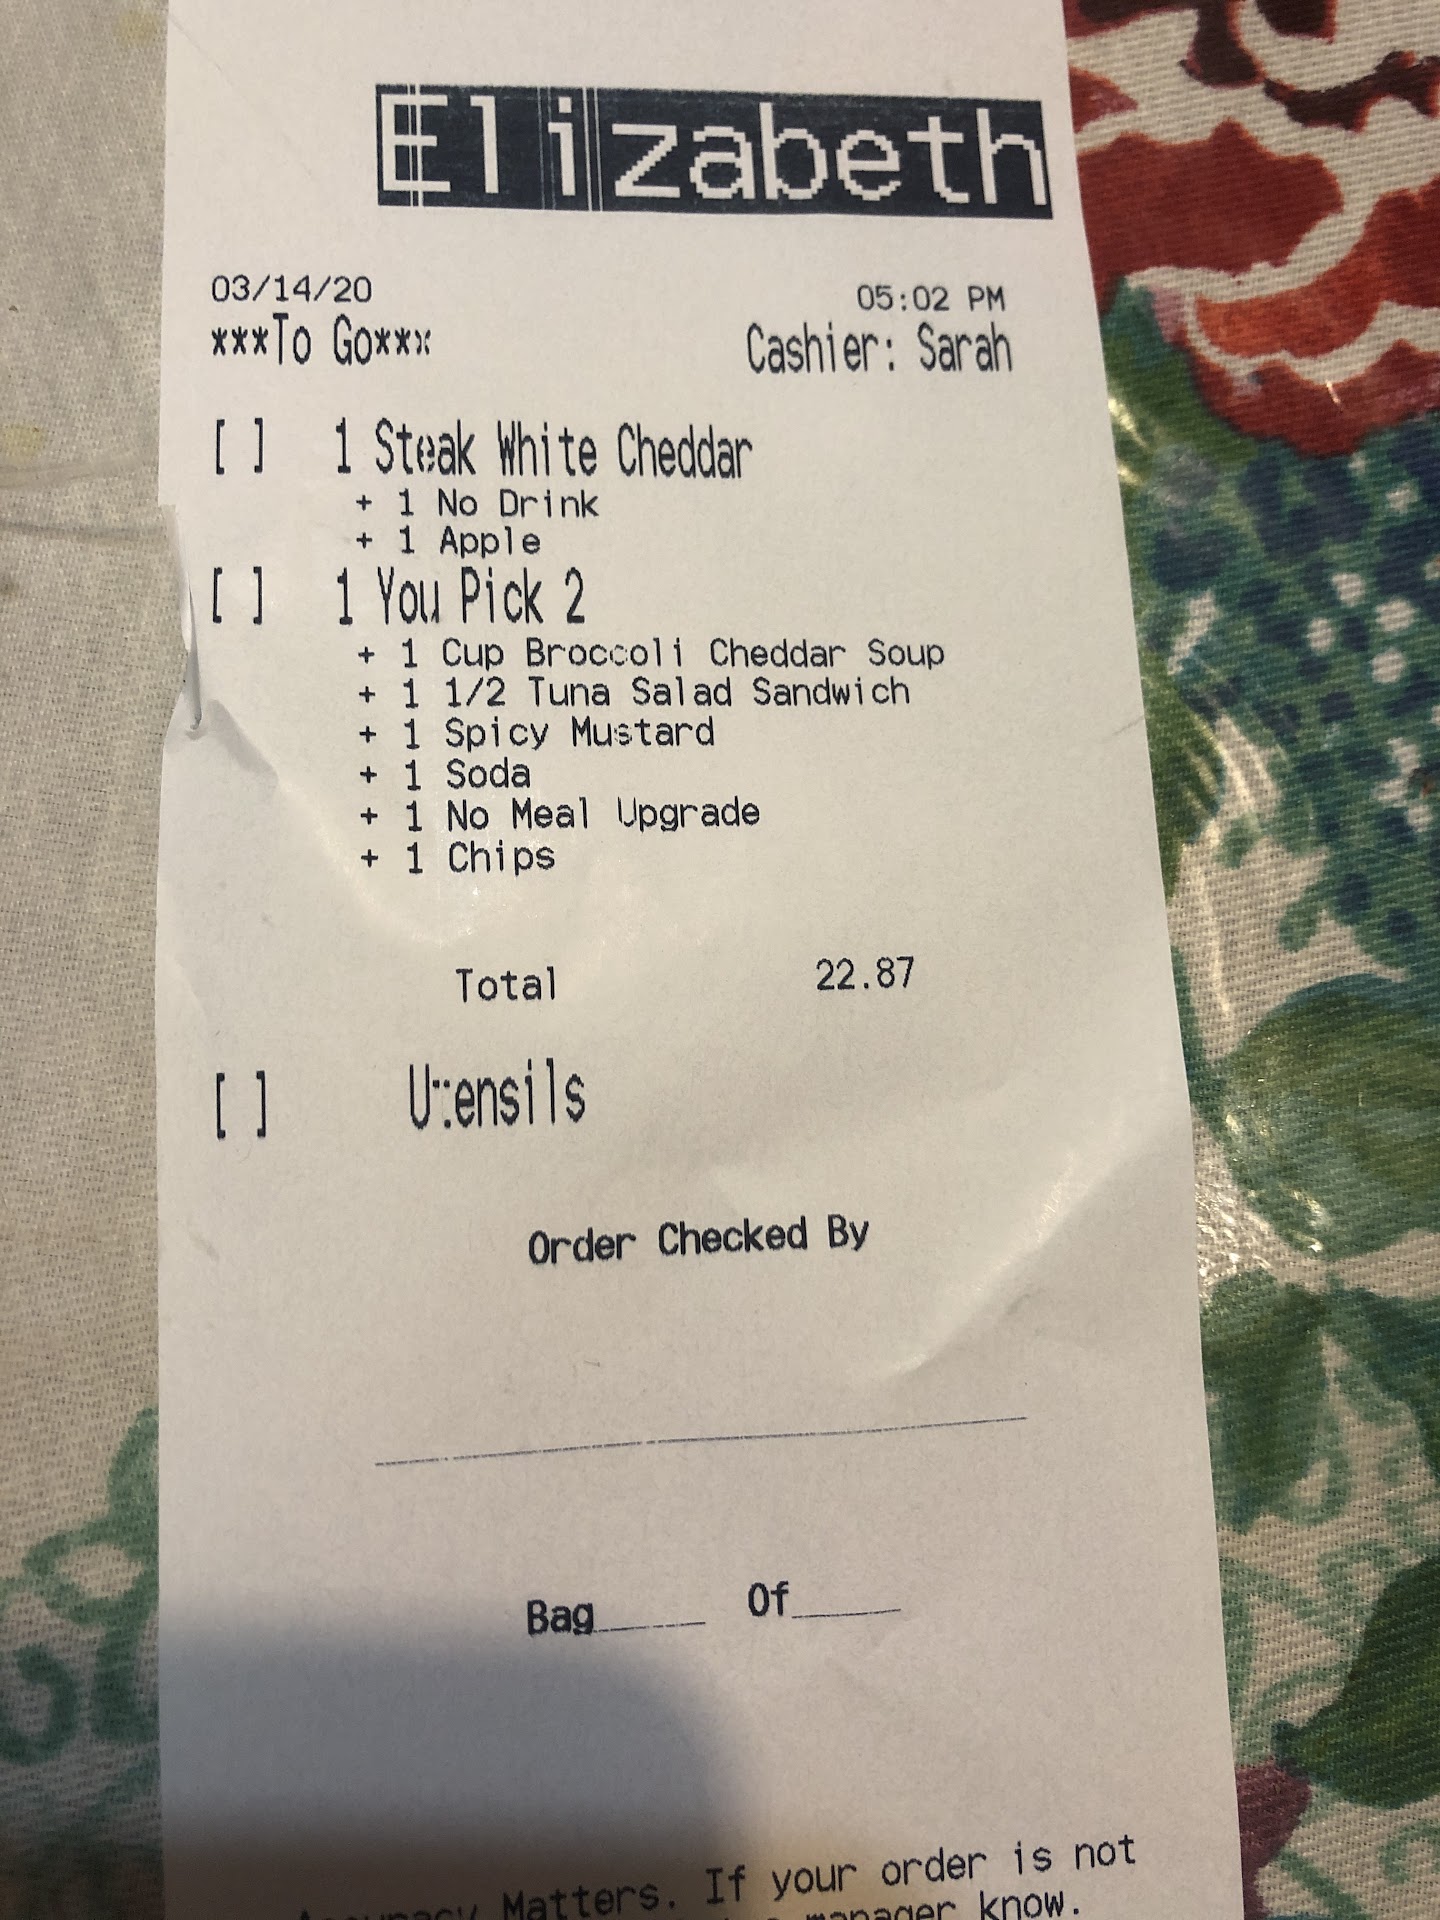 Elizabeth
03/14/20 05:02 PM
***To Go*** Cashier: Sarah
[ ] 1 Steak White Cheddar
+ 1 No Drink
+ 1 Apple
[ ] 1 You Pick 2
+ 1 Cup Broccoli Cheddar Soup
+ 1 1/2 Tuna Salad Sandwich
+ 1 Spicy Mustard
+ 1 Soda
+ 1 No Meal Upgrade
+ 1 Chips
Total 22.87
[ ] Utensils
Order Checked By
Bag_____ Of_____
Accuracy Matters. If your order is not
manager know.